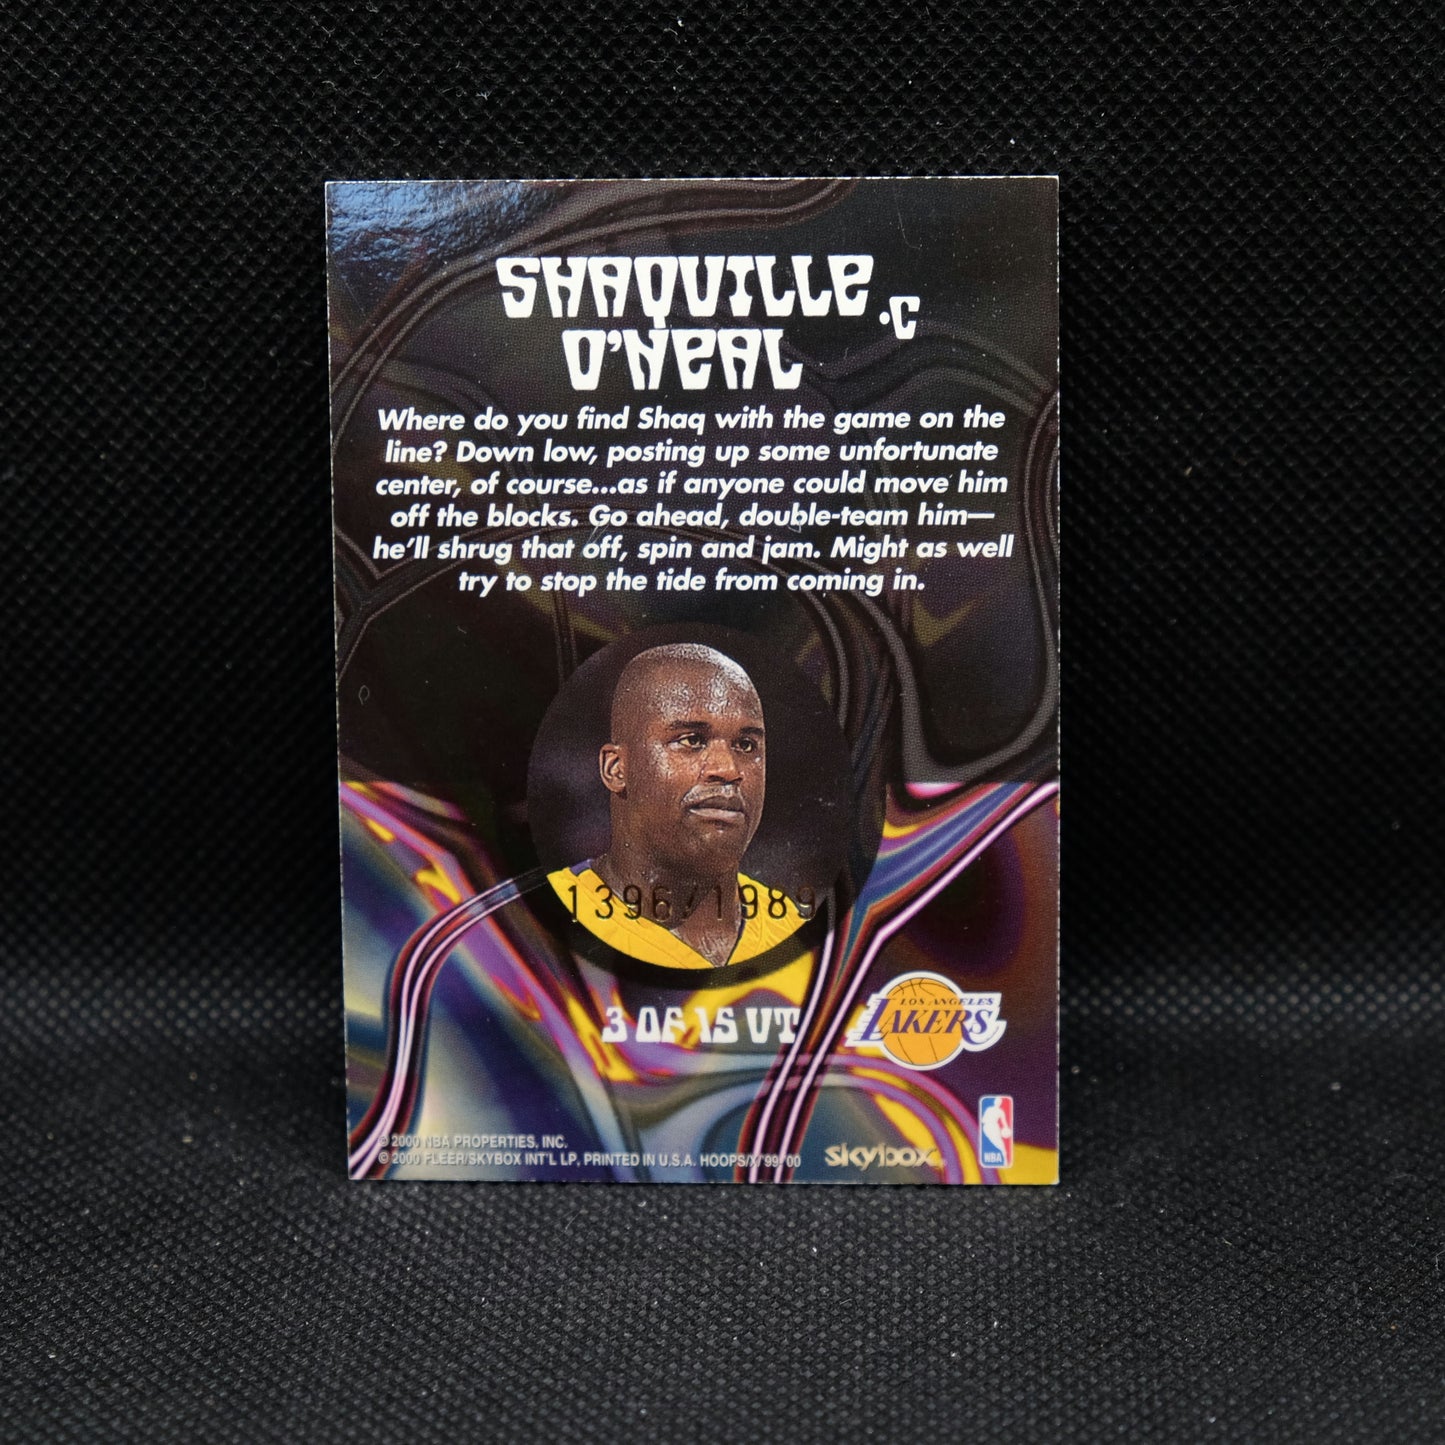 SHAQUILLE
O'NEAL .C
Where do you find Shaq with the game on the
line? Down low, posting up some unfortunate
center, of course...as if anyone could move him
off the blocks. Go ahead, double-team him—
he'll shrug that off, spin and jam. Might as well
try to stop the tide from coming in.
1396/1989
3 OF 15 VT
LOS ANGELES
LAKERS
© 2000 NBA PROPERTIES, INC.
© 2000 FLEER/SKYBOX INT'L LP, PRINTED IN U.S.A. HOOPS/X/'99-'00
skybox
NBA